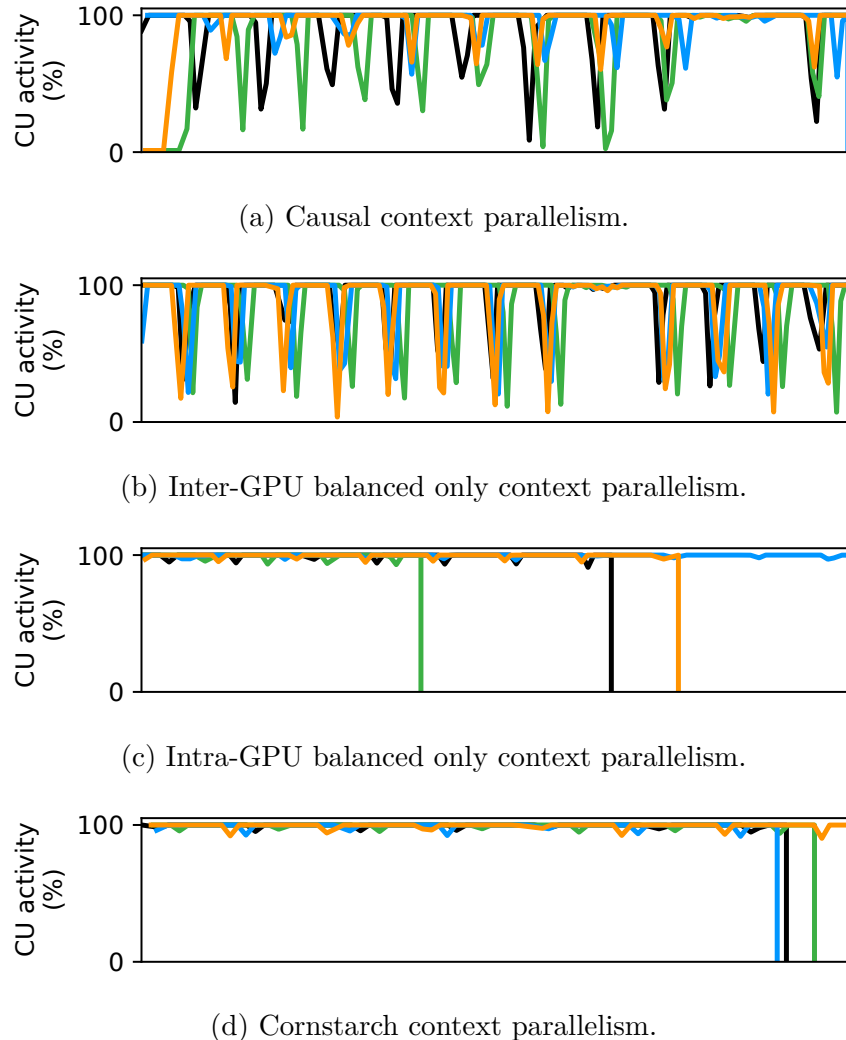 100
CU activity
(%)
0
(a) Causal context parallelism.
100
CU activity
(%)
0
(b) Inter-GPU balanced only context parallelism.
100
CU activity
(%)
0
(c) Intra-GPU balanced only context parallelism.
100
CU activity
(%)
0
(d) Cornstarch context parallelism.